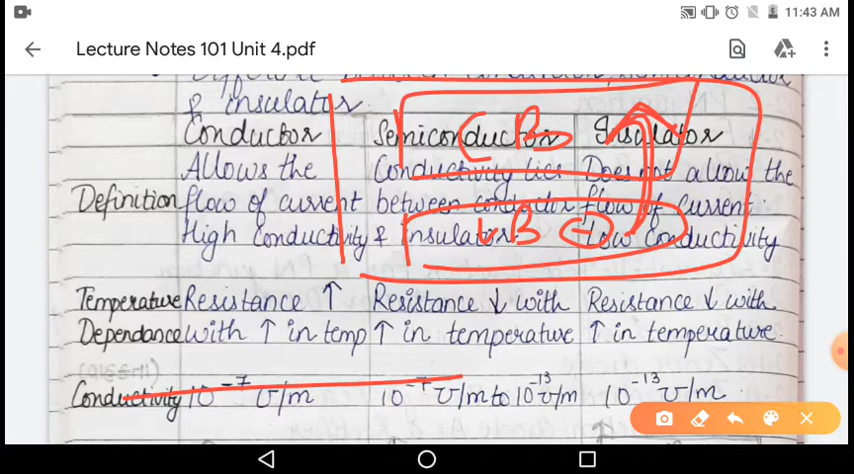 11:43 AM
Lecture Notes 101 Unit 4.pdf
& insulator.
Conductor Semiconductor Insulator
Allows the Conductivity lies Does not allow the
Definition flow of current between conductor flow of current.
High conductivity & insulator Low conductivity
CB
VB
Temperature Resistance ↑ Resistance ↓ with Resistance ↓ with
Dependance with ↑ in temp ↑ in temperature ↑ in temperature.
Conductivity 10⁻⁷ ℧/m 10⁻⁷ ℧/m to 10⁻¹³ ℧/m 10⁻¹³ ℧/m